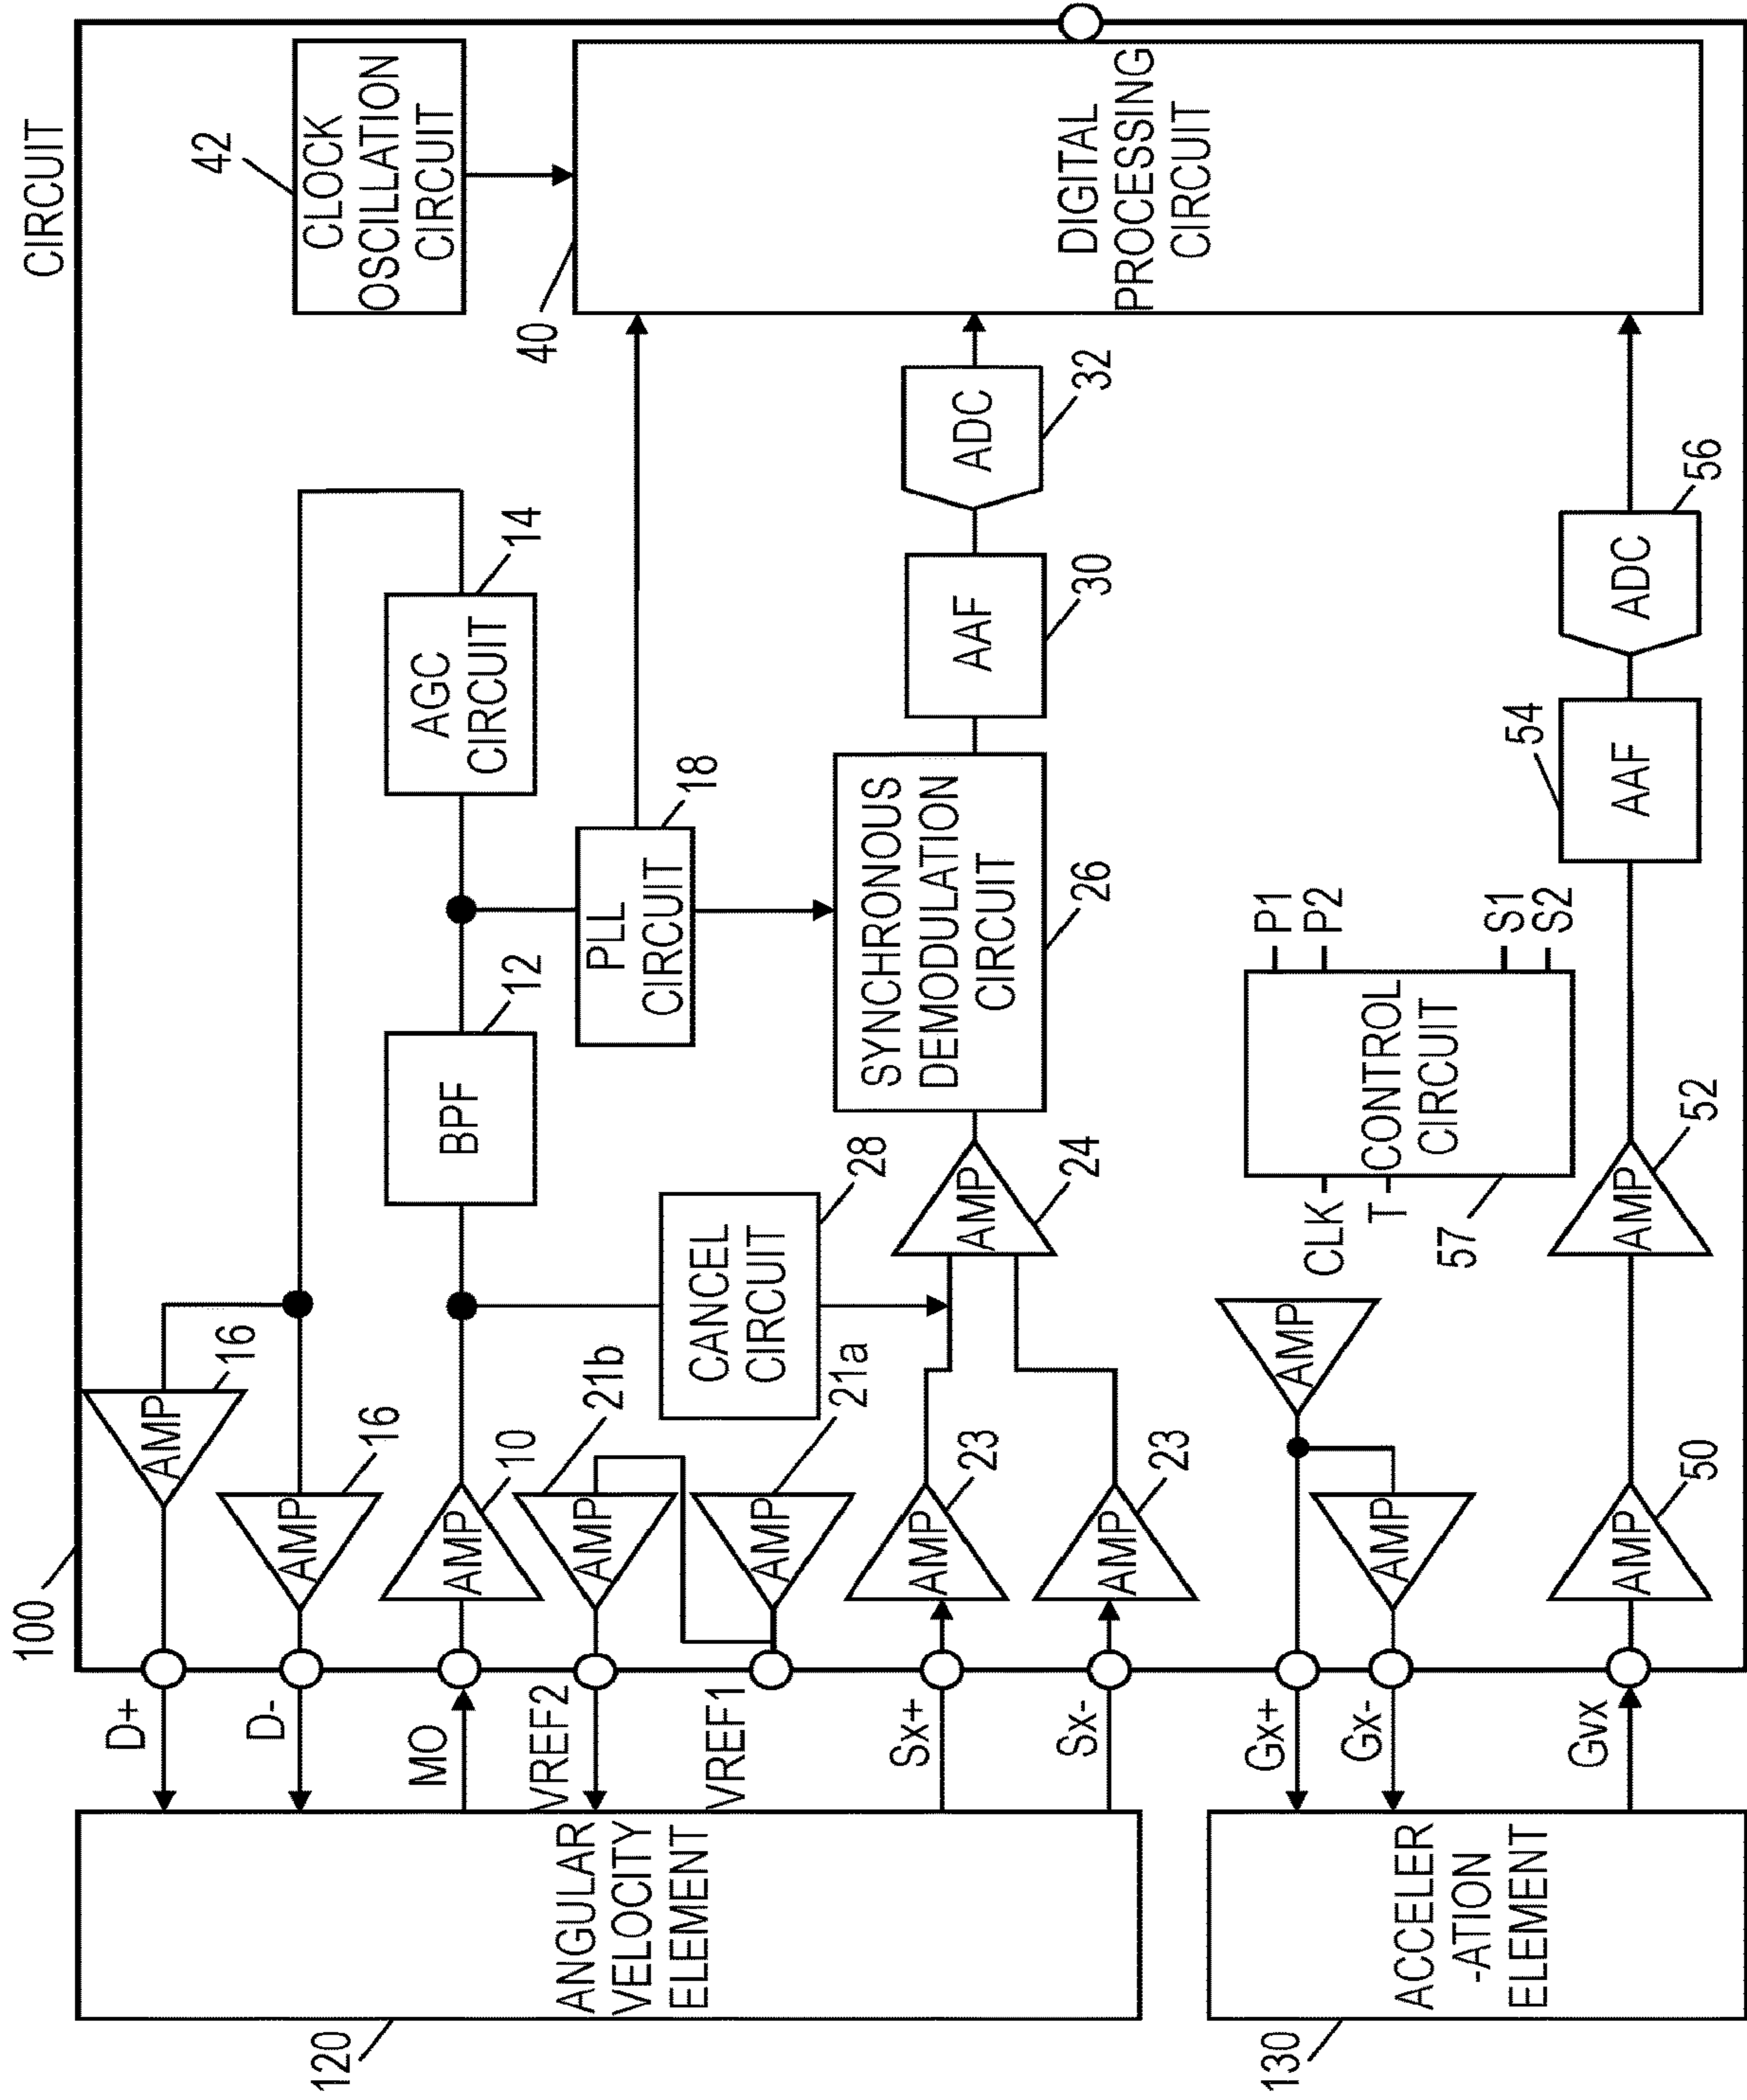 CIRCUIT
100
D+
AMP
16
D-
AMP
16
AGC
CIRCUIT
14
CLOCK
OSCILLATION
CIRCUIT
42
MO
AMP
10
BPF
12
PLL
CIRCUIT
18
40
DIGITAL
PROCESSING
CIRCUIT
VREF2
AMP
21b
VREF1
AMP
21a
CANCEL
CIRCUIT
28
ANGULAR
VELOCITY
ELEMENT
120
Sx+
AMP
23
Sx-
AMP
23
AMP
24
SYNCHRONOUS
DEMODULATION
CIRCUIT
26
AAF
30
ADC
32
Gx+
AMP
Gx-
AMP
CLK
T
CONTROL
CIRCUIT
57
P1
P2
S1
S2
ACCELER
-ATION
ELEMENT
130
Gvx
AMP
50
AMP
52
54
AAF
ADC
56